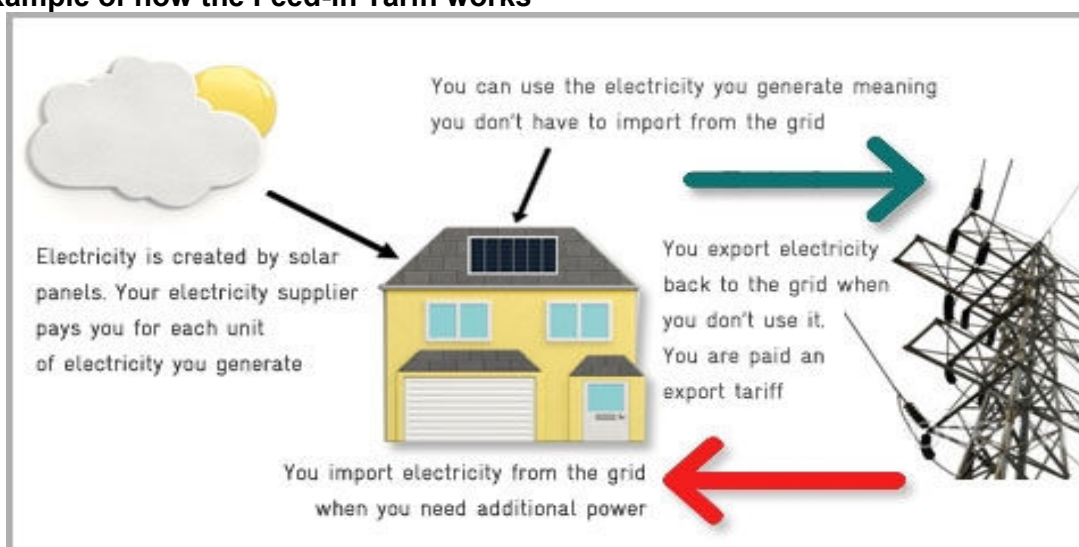 ample of how the Feed-in Tariff works
You can use the electricity you generate meaning
you don't have to import from the grid
Electricity is created by solar
panels. Your electricity supplier
pays you for each unit
of electricity you generate
You export electricity
back to the grid when
you don't use it.
You are paid an
export tariff
You import electricity from the grid
when you need additional power